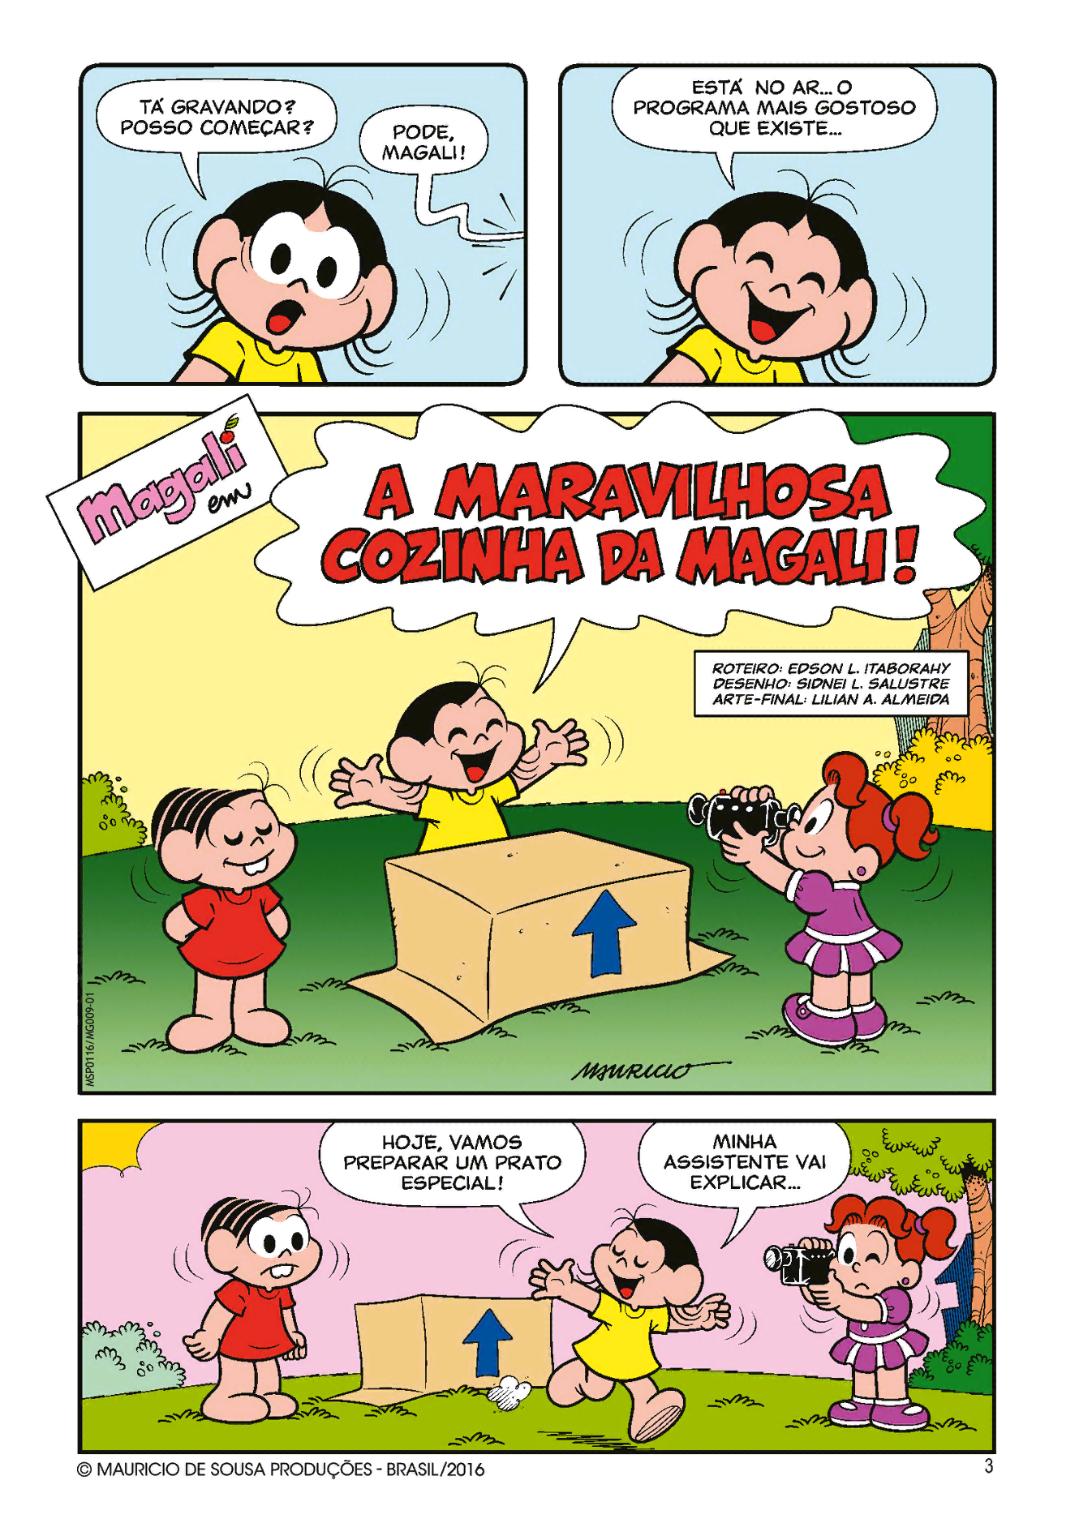 TÁ GRAVANDO?
POSSO COMEÇAR?
PODE,
MAGALI!
ESTÁ NO AR... O
PROGRAMA MAIS GOSTOSO
QUE EXISTE...
Magali
em
A MARAVILHOSA
COZINHA DA MAGALI!
ROTEIRO: EDSON L. ITABORAHY
DESENHO: SIDNEI L. SALUSTRE
ARTE-FINAL: LILIAN A. ALMEIDA
MSP0116/MG009-01
MAURICIO
HOJE, VAMOS
PREPARAR UM PRATO
ESPECIAL!
MINHA
ASSISTENTE VAI
EXPLICAR...
© MAURICIO DE SOUSA PRODUÇÕES - BRASIL/2016
3